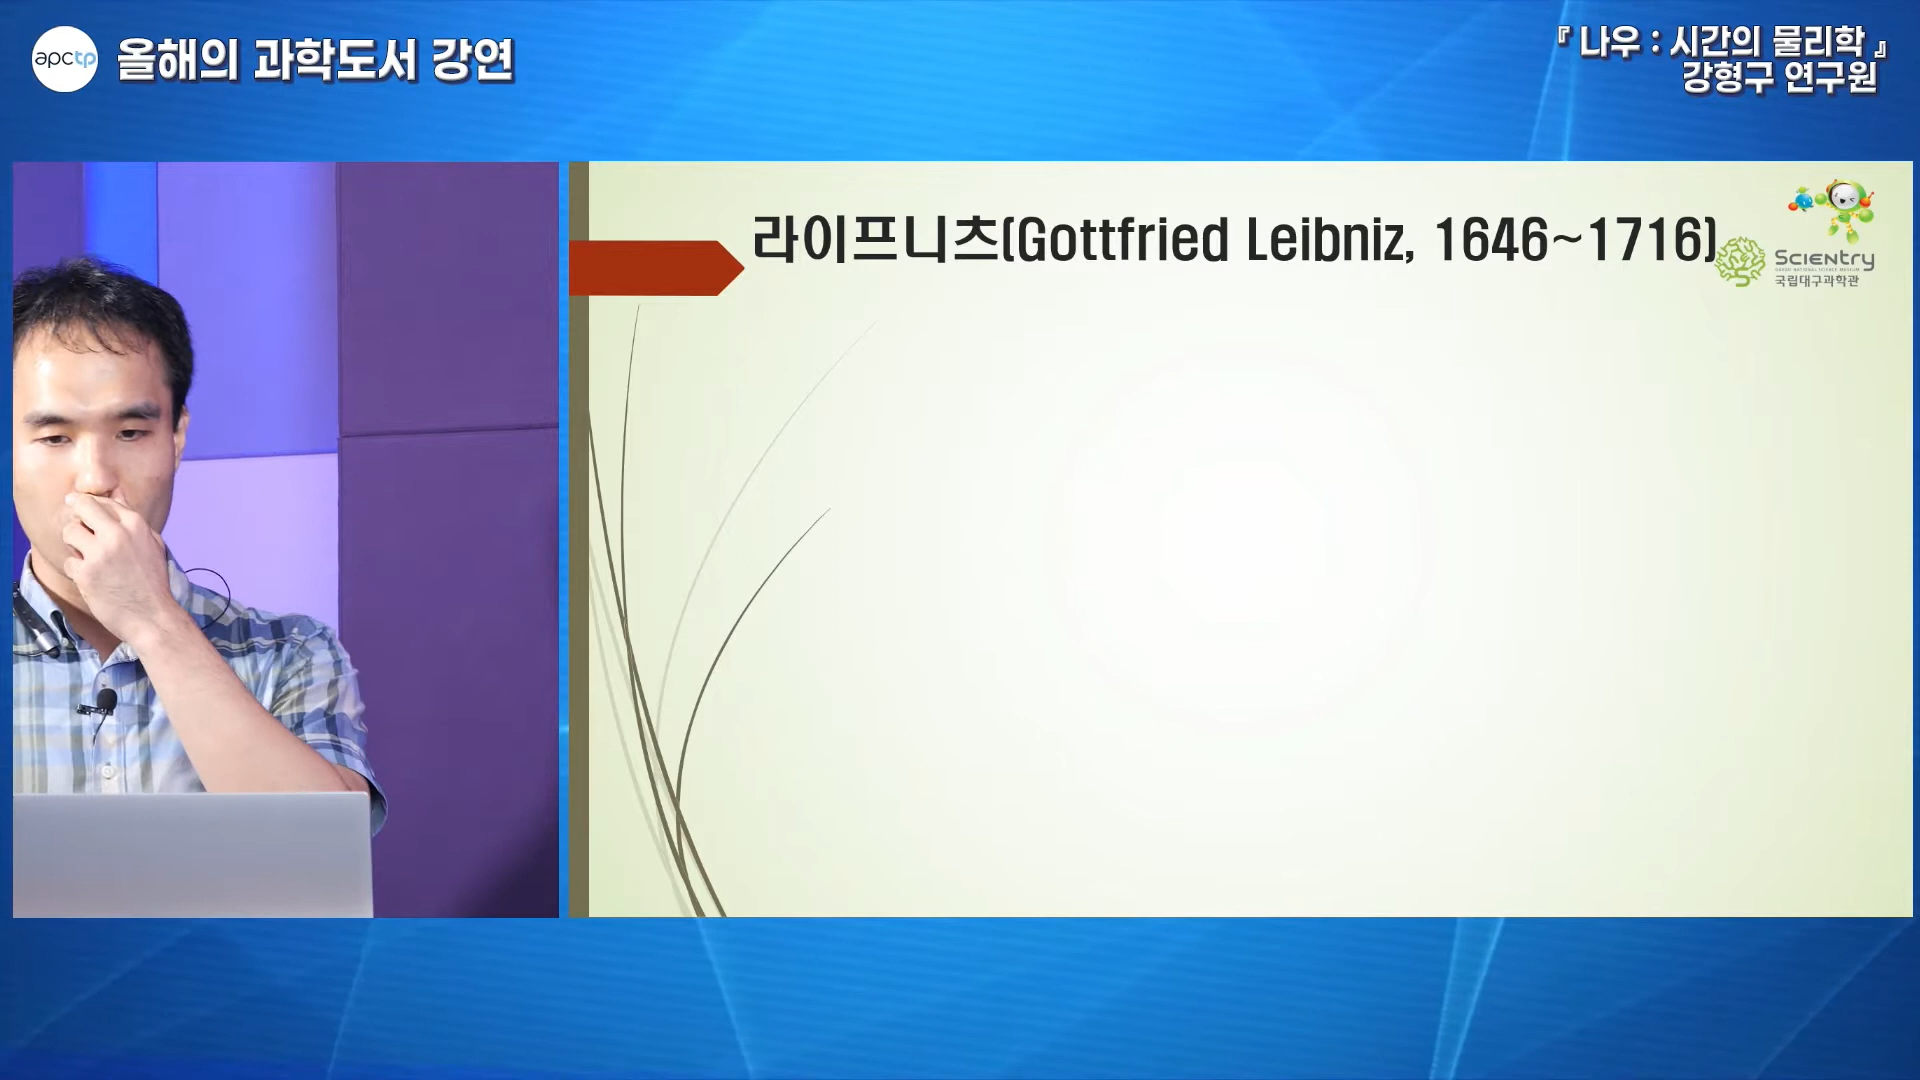 apctp 올해의 과학도서 강연
『 나우 : 시간의 물리학 』
강형구 연구원
라이프니츠(Gottfried Leibniz, 1646~1716)
Scientry
국립대구과학관